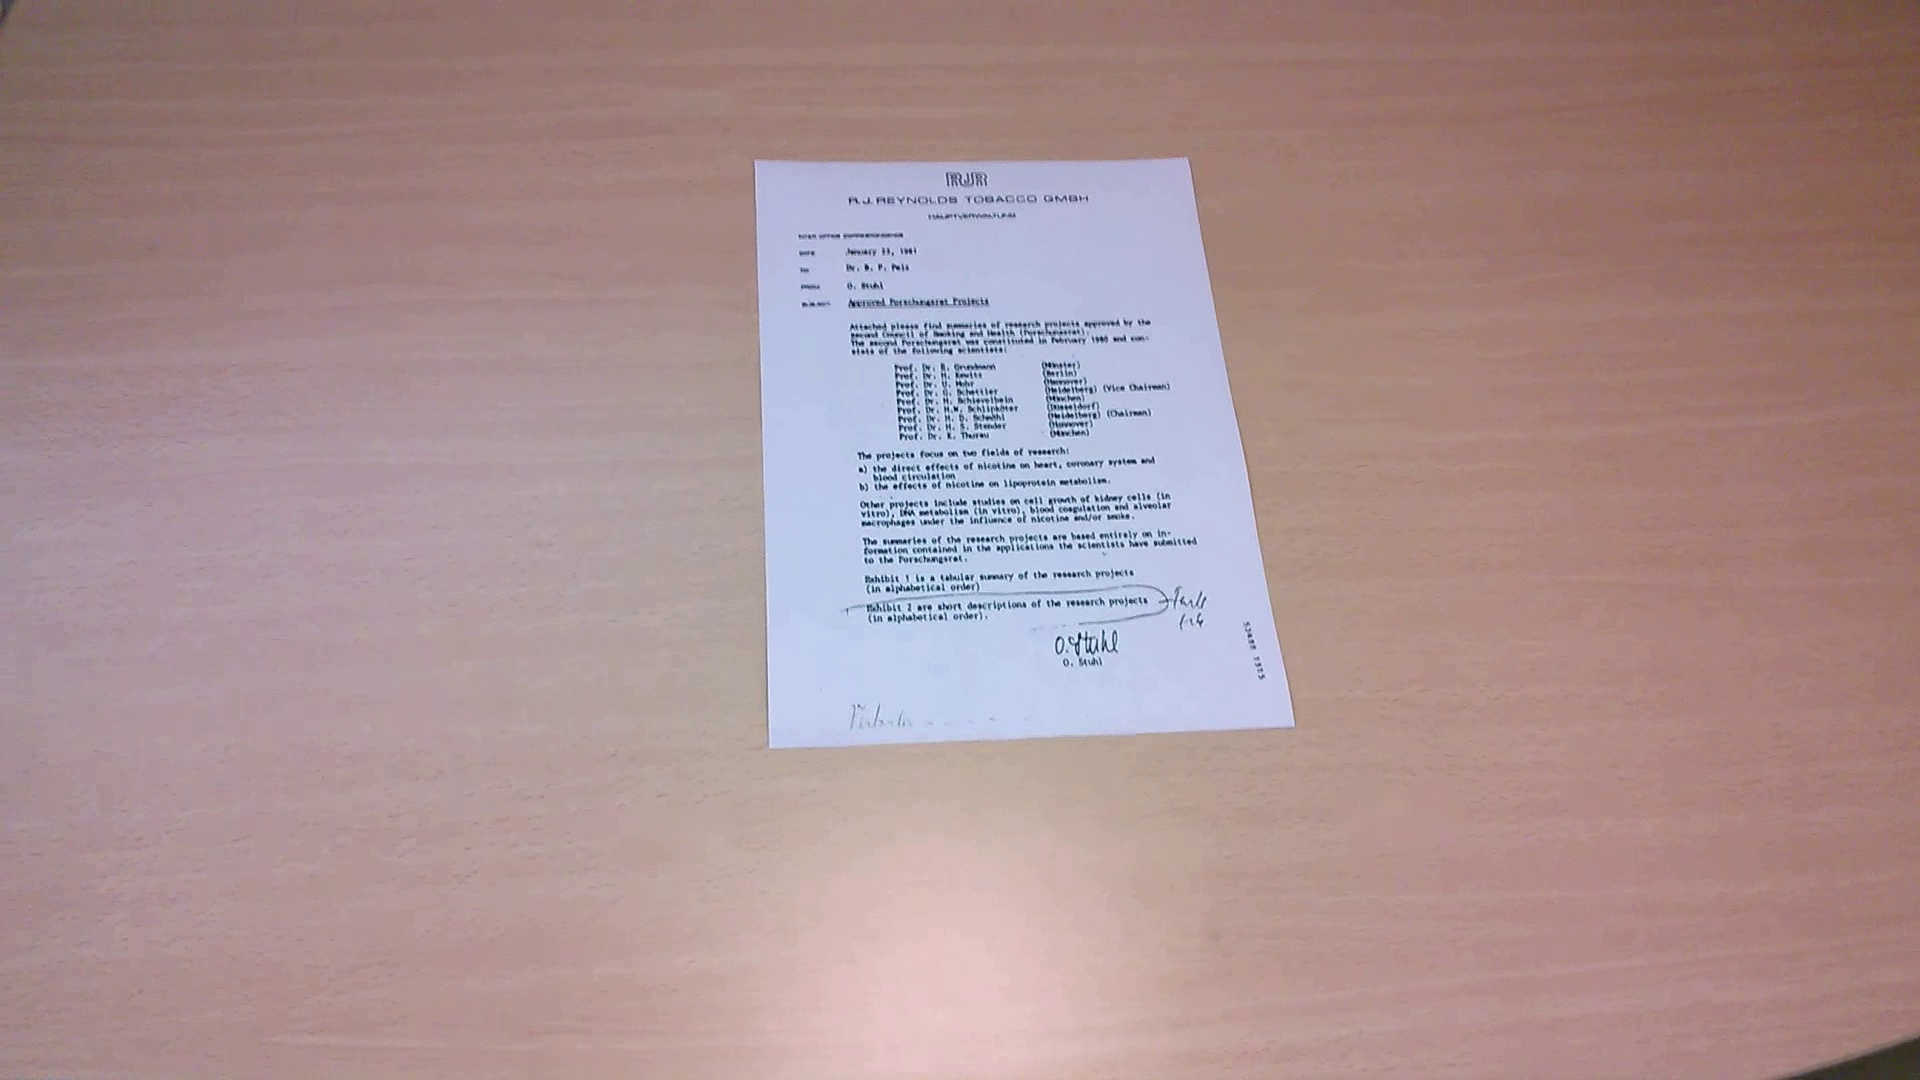 RJR
R.J. REYNOLDS TOBACCO GMBH
HAUPTVERWALTUNG
INTER OFFICE CORRESPONDENCE
DATE January 1981
TO Dr. B. F. Pels
FROM O. Stuhl
SUBJECT Approved Forschungsrat Projects
Attached please find summaries of research projects approved by the
second Council of Smoking and Health (Forschungsrat).
The second Forschungsrat was constituted in February 1980 and con-
sists of the following scientists:
Prof. Dr. E. Grundmann (Münster)
Prof. Dr. H. Kewitz (Berlin)
Prof. Dr. U. Mohr (Hannover)
Prof. Dr. G. Schettler (Heidelberg) (Vice Chairman)
Prof. Dr. H. Schievelbein (München)
Prof. Dr. H.W. Schlipköter (Düsseldorf)
Prof. Dr. H. D. Schmähl (Heidelberg) (Chairman)
Prof. Dr. H. S. Stender (Hannover)
Prof. Dr. K. Thurau (München)
The projects focus on two fields of research:
a) the direct effects of nicotine on heart, coronary system and
blood circulation
b) the effects of nicotine on lipoprotein metabolism.
Other projects include studies on cell growth of kidney cells (in
vitro), DNA metabolism (in vitro), blood coagulation and alveolar
macrophages under the influence of nicotine and/or smoke.
The summaries of the research projects are based entirely on in-
formation contained in the applications the scientists have submitted
to the Forschungsrat.
Exhibit 1 is a tabular summary of the research projects
(in alphabetical order)
Exhibit 2 are short descriptions of the research projects
(in alphabetical order).
O. Stuhl
O. Stuhl